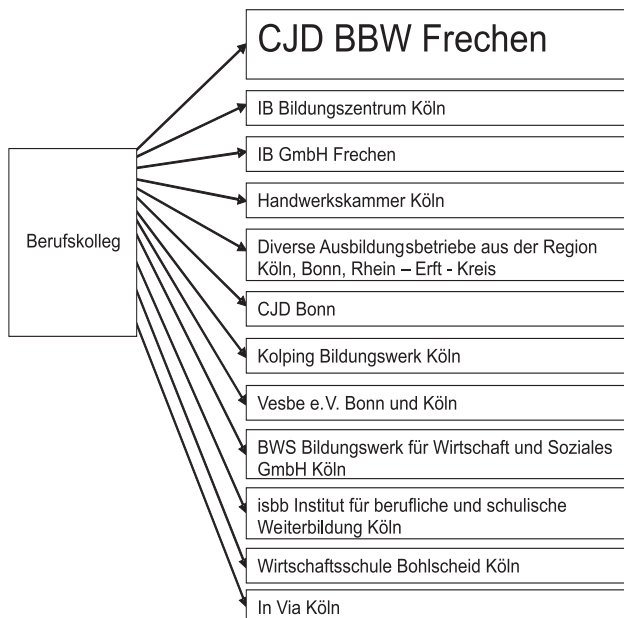 CJD BBW Frechen
IB Bildungszentrum Köln
IB GmbH Frechen
Handwerkskammer Köln
Berufskolleg
Diverse Ausbildungsbetriebe aus der Region
Köln, Bonn, Rhein – Erft - Kreis
CJD Bonn
Kolping Bildungswerk Köln
Vesbe e.V. Bonn und Köln
BWS Bildungswerk für Wirtschaft und Soziales
GmbH Köln
isbb Institut für berufliche und schulische
Weiterbildung Köln
Wirtschaftsschule Bohlscheid Köln
In Via Köln